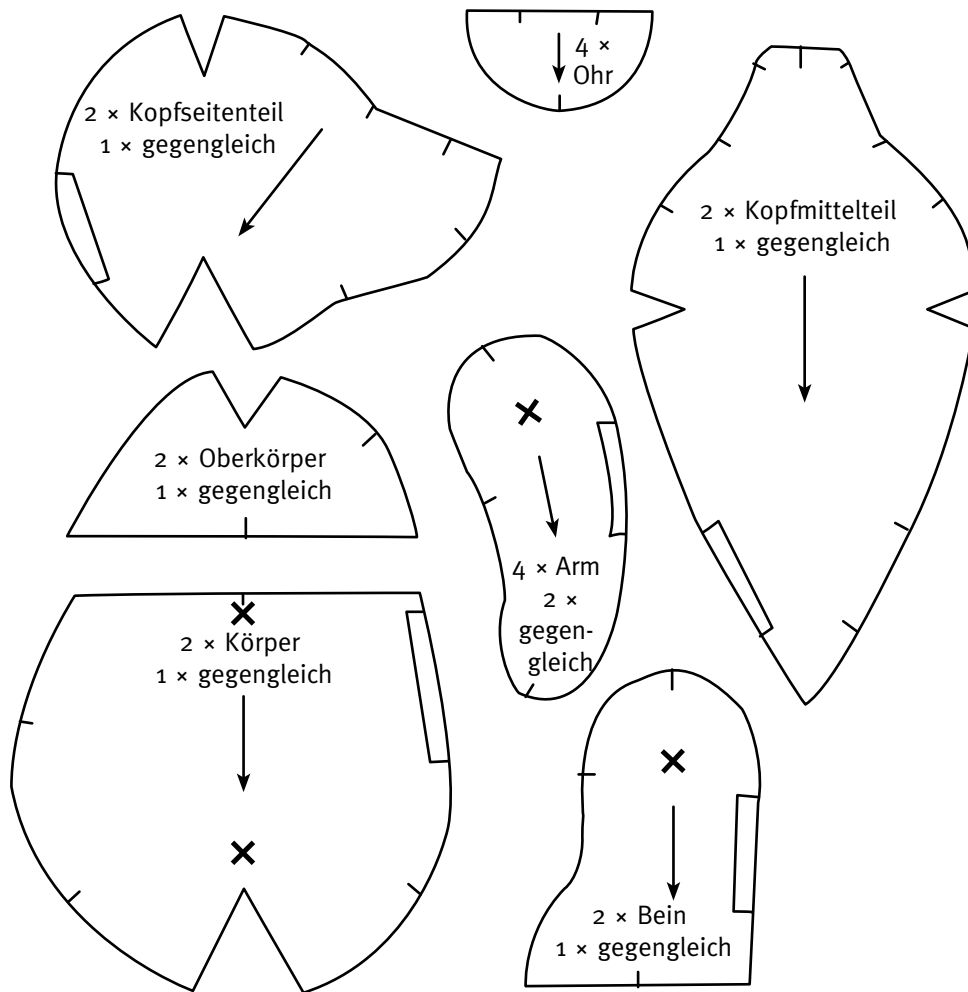 2 × Kopfseitenteil
1 × gegengleich
4 ×
Ohr
2 × Kopfmittelteil
1 × gegengleich
2 × Oberkörper
1 × gegengleich
4 × Arm
2 ×
gegen-
gleich
2 × Körper
1 × gegengleich
2 × Bein
1 × gegengleich